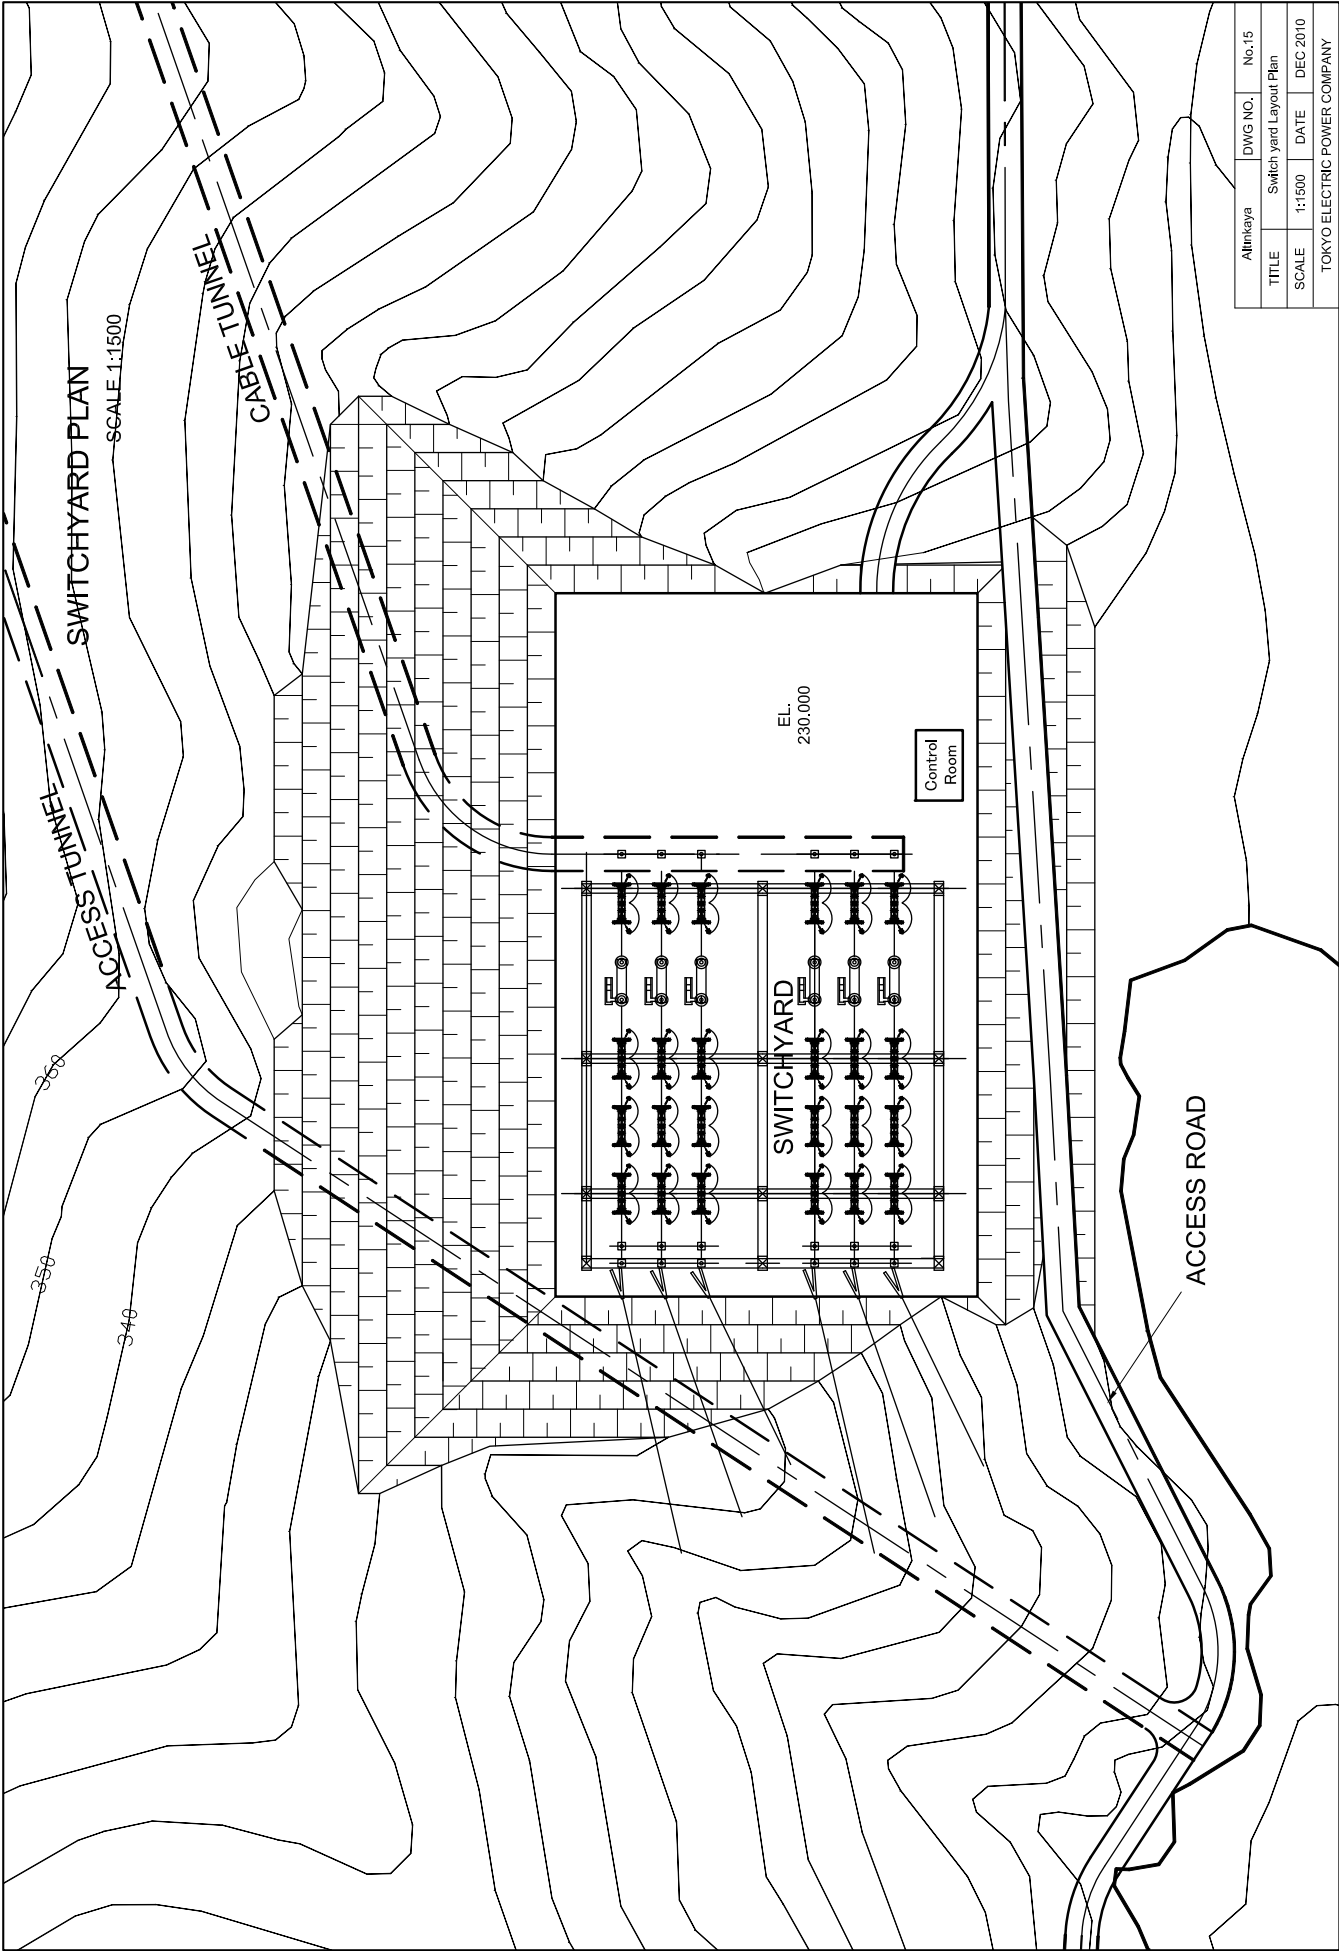 SWITCHYARD PLAN
SCALE 1:1500
ACCESS TUNNEL
CABLE TUNNEL
360
350
340
EL.
230.000
Control
Room
SWITCHYARD
ACCESS ROAD
Altınkaya DWG NO. No.15
TITLE Switch yard Layout Plan
SCALE 1:1500 DATE DEC 2010
TOKYO ELECTRIC POWER COMPANY